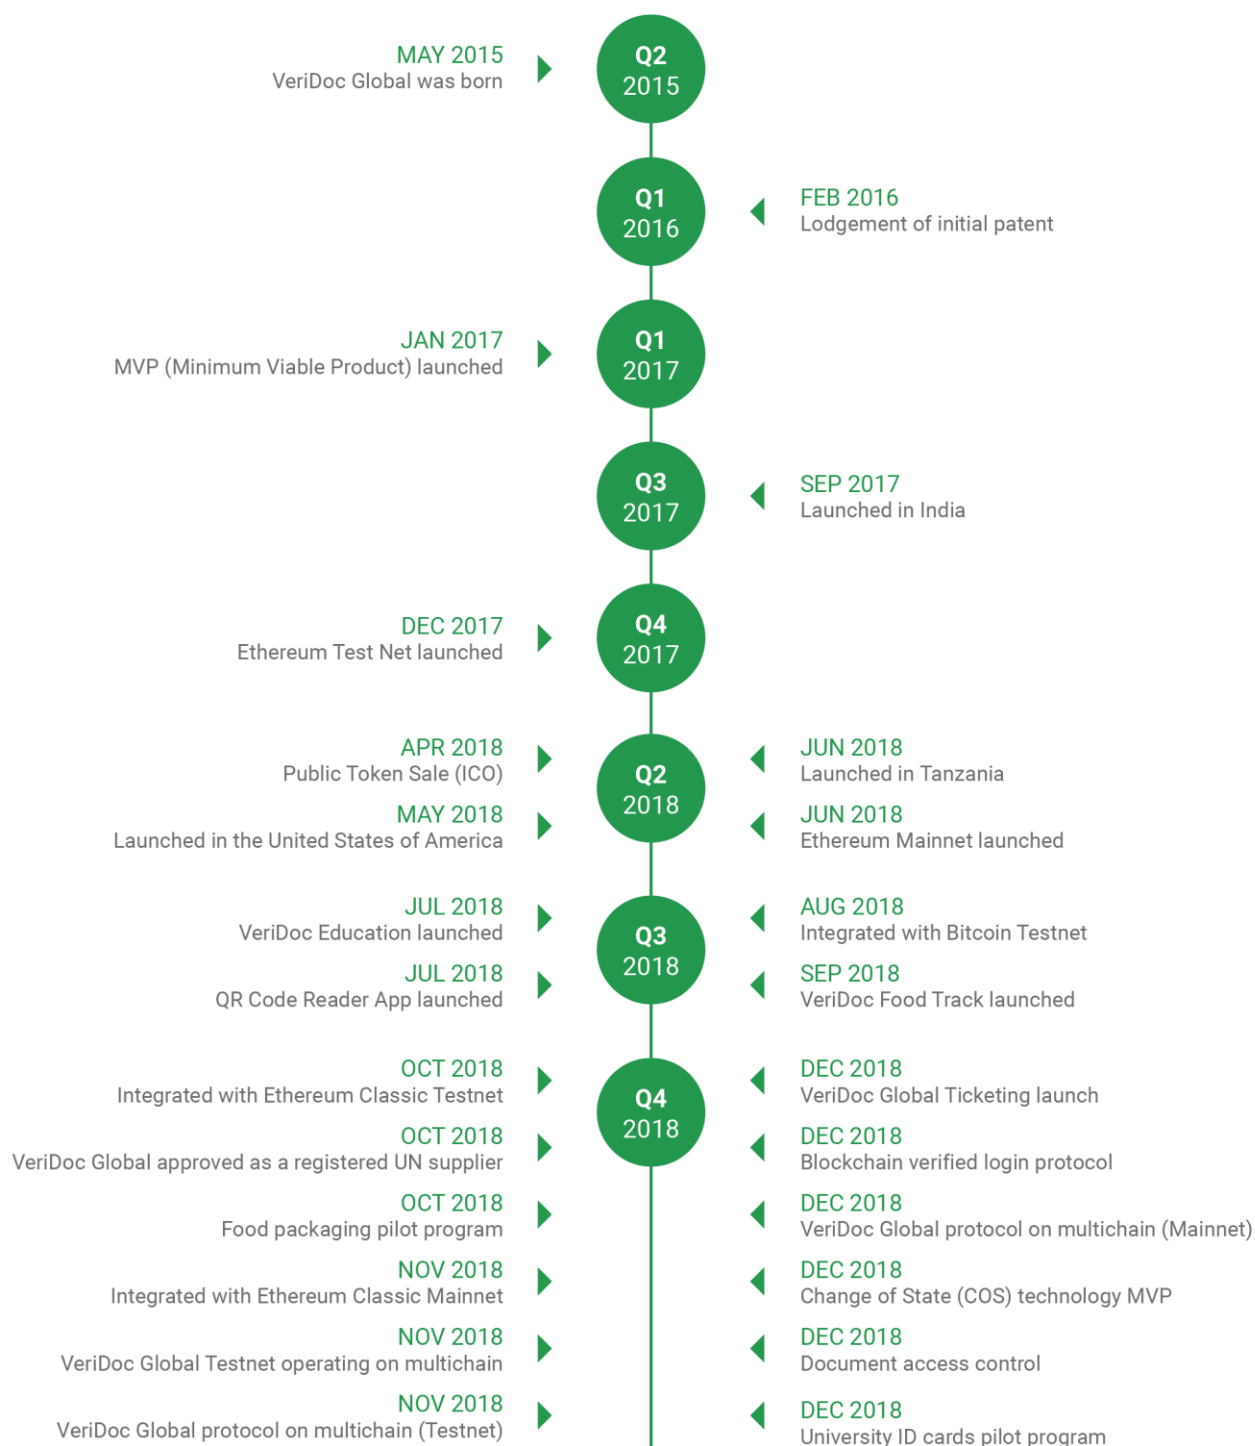 MAY 2015
VeriDoc Global was born
Q2
2015
Q1
2016
FEB 2016
Lodgement of initial patent
JAN 2017
MVP (Minimum Viable Product) launched
Q1
2017
Q3
2017
SEP 2017
Launched in India
DEC 2017
Ethereum Test Net launched
Q4
2017
APR 2018
Public Token Sale (ICO)
MAY 2018
Launched in the United States of America
Q2
2018
JUN 2018
Launched in Tanzania
JUN 2018
Ethereum Mainnet launched
JUL 2018
VeriDoc Education launched
JUL 2018
QR Code Reader App launched
Q3
2018
AUG 2018
Integrated with Bitcoin Testnet
SEP 2018
VeriDoc Food Track launched
OCT 2018
Integrated with Ethereum Classic Testnet
OCT 2018
VeriDoc Global approved as a registered UN supplier
OCT 2018
Food packaging pilot program
NOV 2018
Integrated with Ethereum Classic Mainnet
NOV 2018
VeriDoc Global Testnet operating on multichain
NOV 2018
VeriDoc Global protocol on multichain (Testnet)
Q4
2018
DEC 2018
VeriDoc Global Ticketing launch
DEC 2018
Blockchain verified login protocol
DEC 2018
VeriDoc Global protocol on multichain (Mainnet)
DEC 2018
Change of State (COS) technology MVP
DEC 2018
Document access control
DEC 2018
University ID cards pilot program